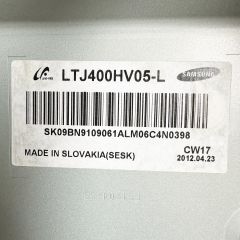 LTJ400HV05-L
SAMSUNG
SK09BN9109061ALM06C4N0398
MADE IN SLOVAKIA(SESK)
CW17
2012.04.23